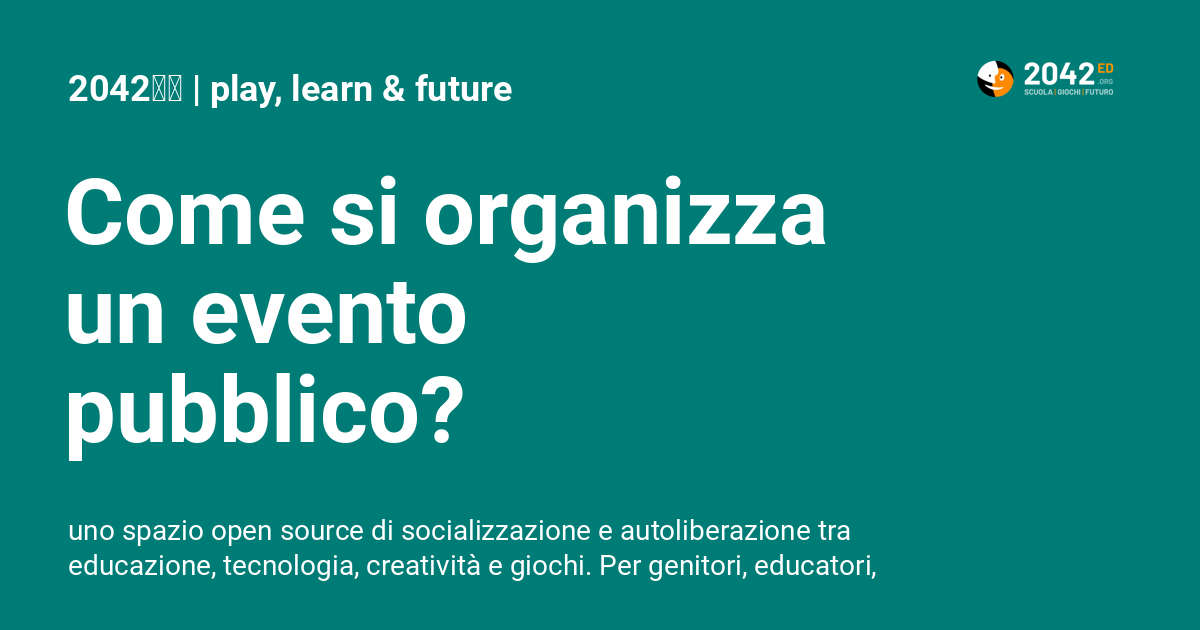 2042 | play, learn & future
2042 ED
.ORG
SCUOLA | GIOCHI | FUTURO
Come si organizza
un evento
pubblico?
uno spazio open source di socializzazione e autoliberazione tra
educazione, tecnologia, creatività e giochi. Per genitori, educatori,